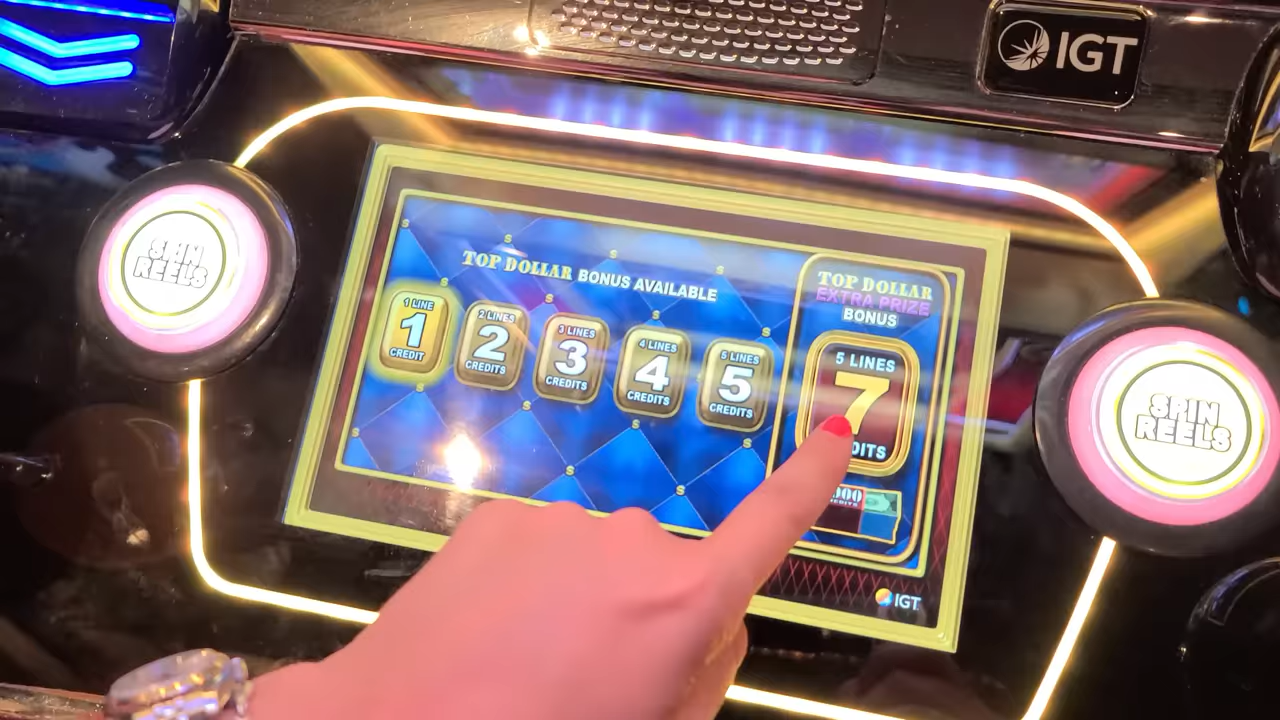 IGT
SPIN
REELS
TOP DOLLAR BONUS AVAILABLE
1 LINE
1
CREDIT
2 LINES
2
CREDITS
3 LINES
3
CREDITS
4 LINES
4
CREDITS
5 LINES
5
CREDITS
TOP DOLLAR
EXTRA PRIZE
BONUS
5 LINES
7
DITS
SPIN
REELS
IGT